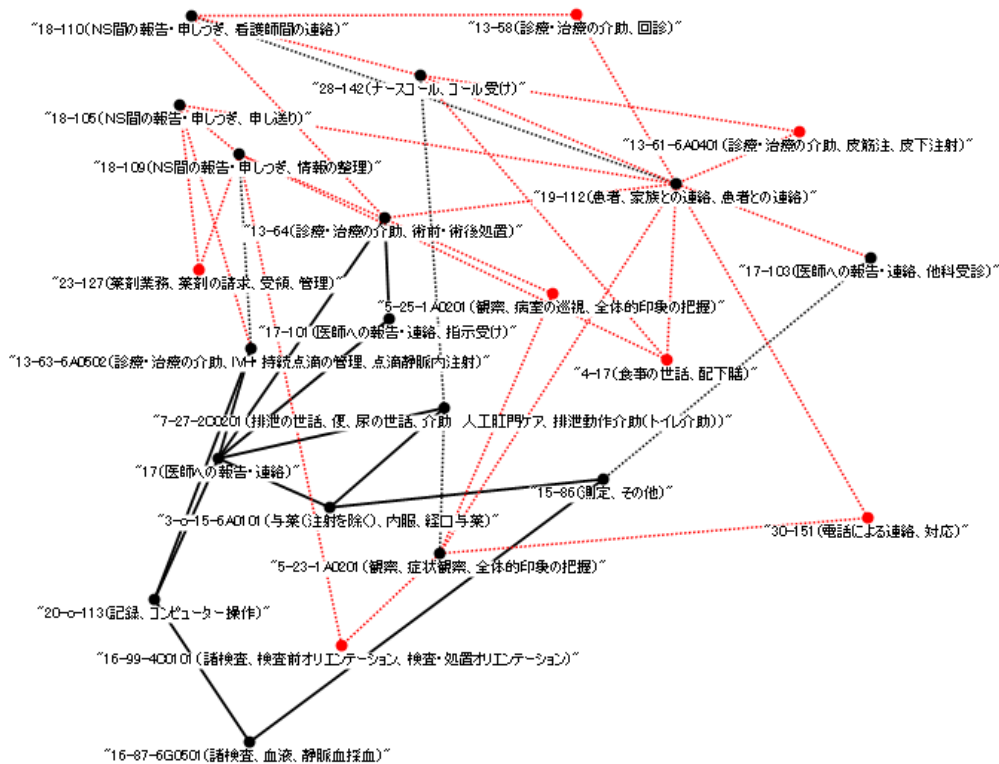 "18-110(NS間の報告・申しつぎ、看護師間の連絡)"
"13-58(診療・治療の介助、回診)"
"28-142(ナースコール、コール受け)"
"18-105(NS間の報告・申しつぎ、申し送り)"
"13-61-6A0401(診療・治療の介助、皮筋注、皮下注射)"
"18-109(NS間の報告・申しつぎ、情報の整理)"
"19-112(患者、家族との連絡、患者との連絡)"
"13-64(診療・治療の介助、術前・術後処置)"
"17-103(医師への報告・連絡、他科受診)"
"23-127(薬剤業務、薬剤の請求、受領、管理)"
"5-25-1A0201(観察、病室の巡視、全体的印象の把握)"
"17-101(医師への報告・連絡、指示受け)"
"13-63-6A0502(診療・治療の介助、IVH・持続点滴の管理、点滴静脈内注射)"
"4-17(食事の世話、配下膳)"
"7-27-2C0201(排泄の世話、便、尿の世話、介助 人工肛門ケア、排泄動作介助(トイレ介助))"
"17(医師への報告・連絡)"
"15-86(測定、その他)"
"3-o-15-6A0101(与薬(注射を除く)、内服、経口与薬)"
"30-151(電話による連絡、対応)"
"5-23-1A0201(観察、症状観察、全体的印象の把握)"
"20-o-113(記録、コンピューター操作)"
"16-99-4C0101(諸検査、検査前オリエンテーション、検査・処置オリエンテーション)"
"16-87-6G0501(諸検査、血液、静脈血採血)"